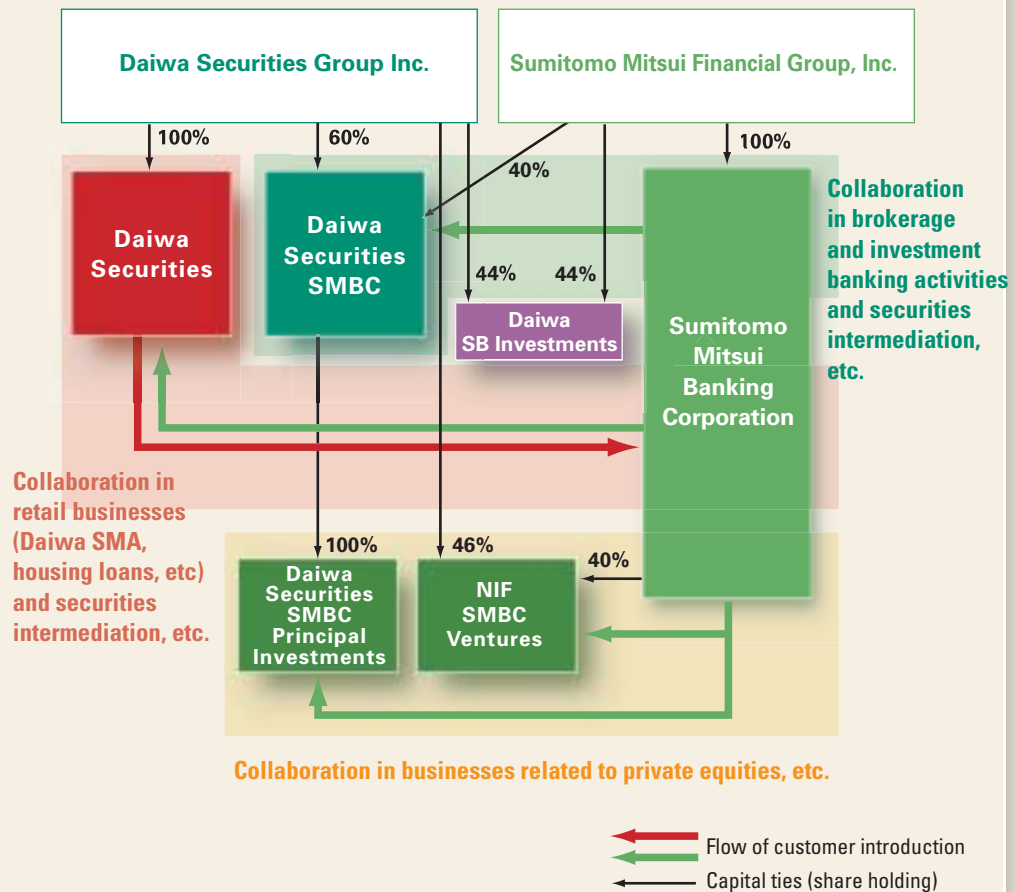 Daiwa Securities Group Inc.
Sumitomo Mitsui Financial Group, Inc.
100%
60%
40%
100%
Daiwa
Securities
Daiwa
Securities
SMBC
44%
44%
Daiwa
SB Investments
Sumitomo
Mitsui
Banking
Corporation
Collaboration
in brokerage
and investment
banking activities
and securities
intermediation,
etc.
Collaboration in
retail businesses
(Daiwa SMA,
housing loans, etc)
and securities
intermediation, etc.
100%
46%
40%
Daiwa
Securities
SMBC
Principal
Investments
NIF
SMBC
Ventures
Collaboration in businesses related to private equities, etc.
Flow of customer introduction
Capital ties (share holding)